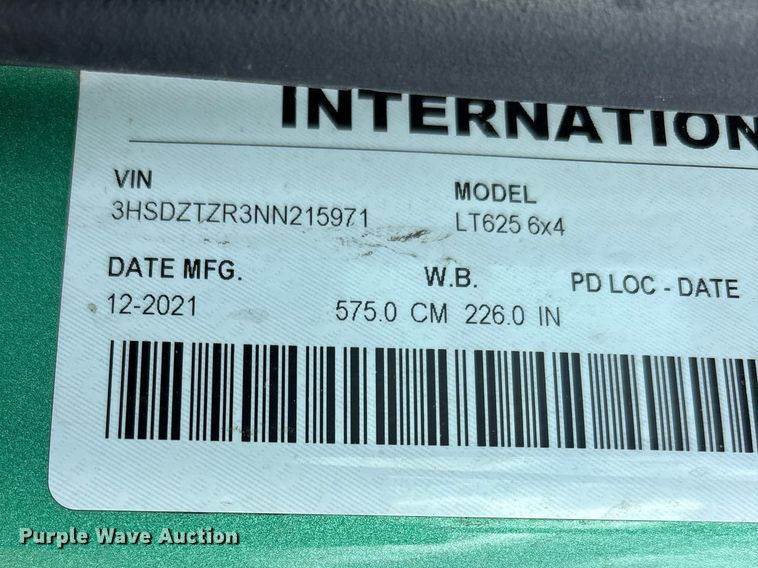 INTERNATION
VIN
3HSDZTZR3NN215971
MODEL
LT625 6x4
DATE MFG.
12-2021
W.B.
575.0 CM 226.0 IN
PD LOC - DATE
Purple Wave Auction